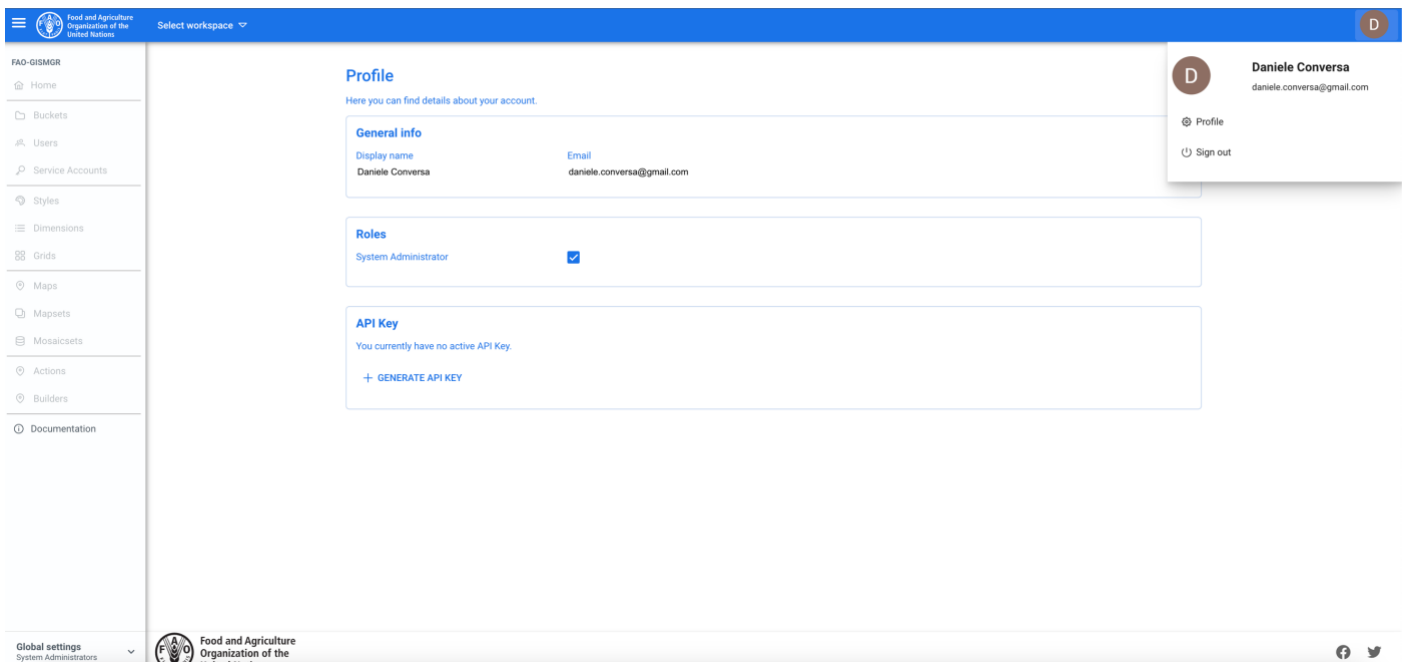 Food and Agriculture
Organization of the
United Nations
Select workspace
D
FAO-GISMGR
Home
Buckets
Users
Service Accounts
Styles
Dimensions
Grids
Maps
Mapsets
Mosaicsets
Actions
Builders
Documentation
Global settings
System Administrators
Profile
Here you can find details about your account.
General info
Display name Email
Daniele Conversa daniele.conversa@gmail.com
Roles
System Administrator
API Key
You currently have no active API Key.
+ GENERATE API KEY
D
Daniele Conversa
daniele.conversa@gmail.com
Profile
Sign out
FAO
Food and Agriculture
Organization of the